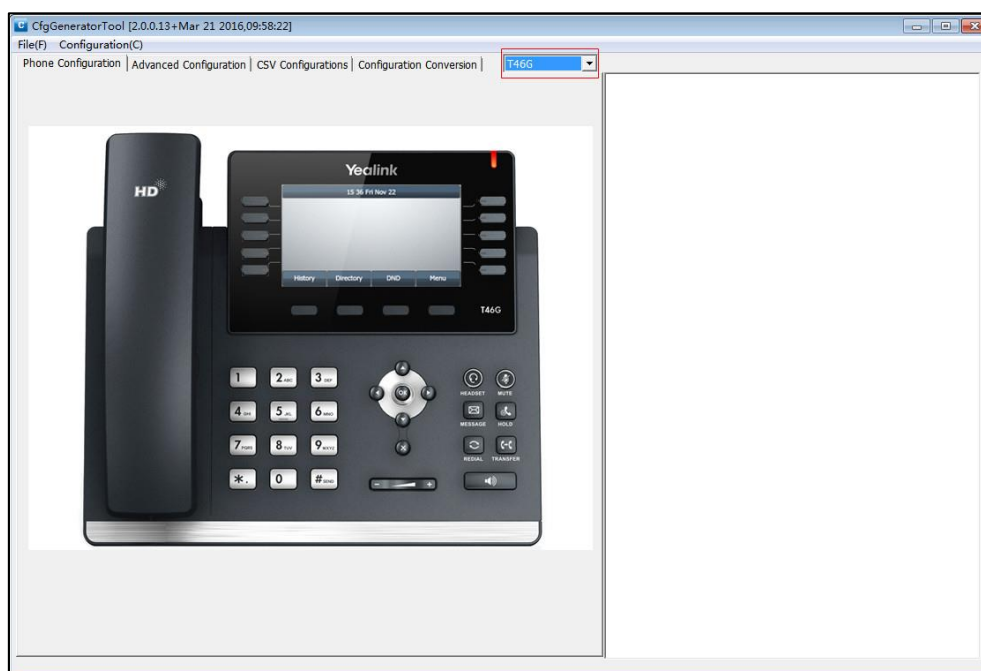 CfgGeneratorTool [2.0.0.13+Mar 21 2016,09:58:22]
File(F) Configuration(C)
Phone Configuration Advanced Configuration CSV Configurations Configuration Conversion T46G
Yealink
HD
15 36 Fri Nov 22
History Directory DND Menu
T46G
1 2 ABC 3 DEF
OK
HEADSET MUTE
4 GHI 5 JKL 6 MNO
MESSAGE HOLD
7 PQRS 8 TUV 9 WXYZ
REDIAL TRANSFER
*. 0 # SEND
- +